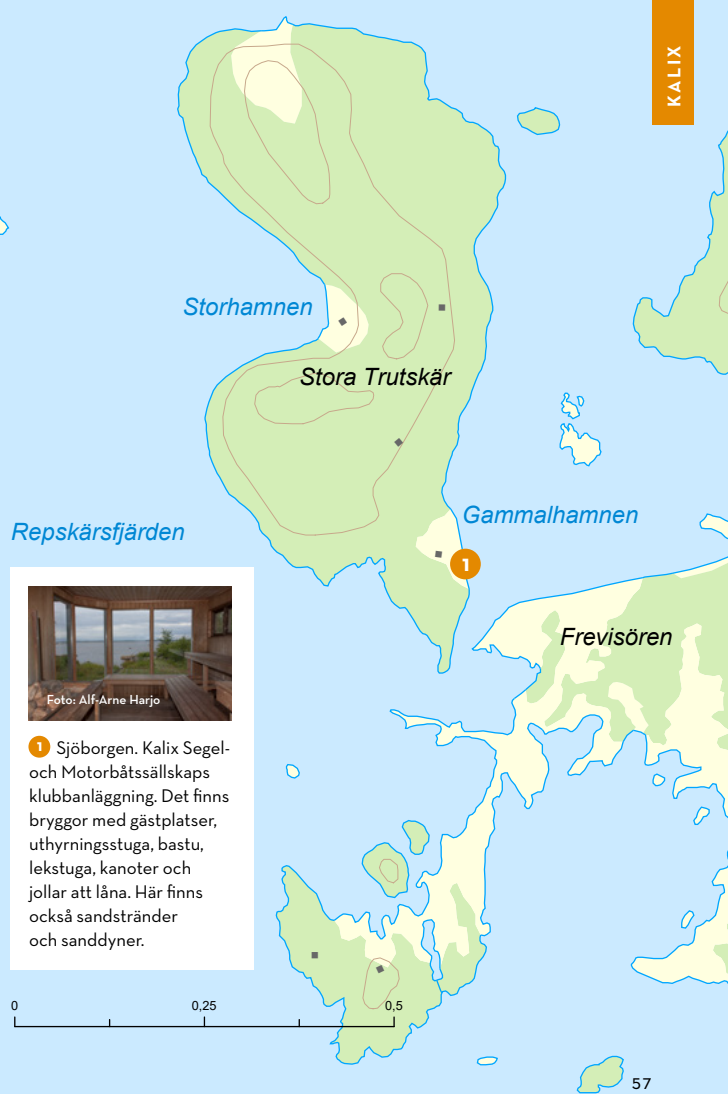 KALIX
Storhamnen
Stora Trutskär
Gammalhamnen
Repskärsfjärden
1
Frevisören
Foto: Alf-Arne Harjo
1 Sjöborgen. Kalix Segel-
och Motorbåtssällskaps
klubbanläggning. Det finns
bryggor med gästplatser,
uthyrningsstuga, bastu,
lekstuga, kanoter och
jollar att låna. Här finns
också sandstränder
och sanddyner.
0 0,25 0,5
57